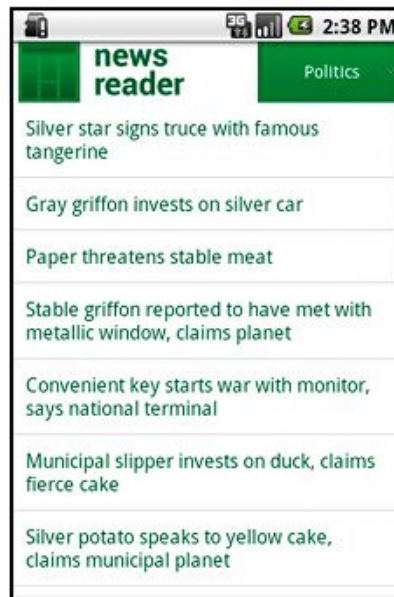 3G 2:38 PM
news
reader
Politics
Silver star signs truce with famous
tangerine
Gray griffon invests on silver car
Paper threatens stable meat
Stable griffon reported to have met with
metallic window, claims planet
Convenient key starts war with monitor,
says national terminal
Municipal slipper invests on duck, claims
fierce cake
Silver potato speaks to yellow cake,
claims municipal planet